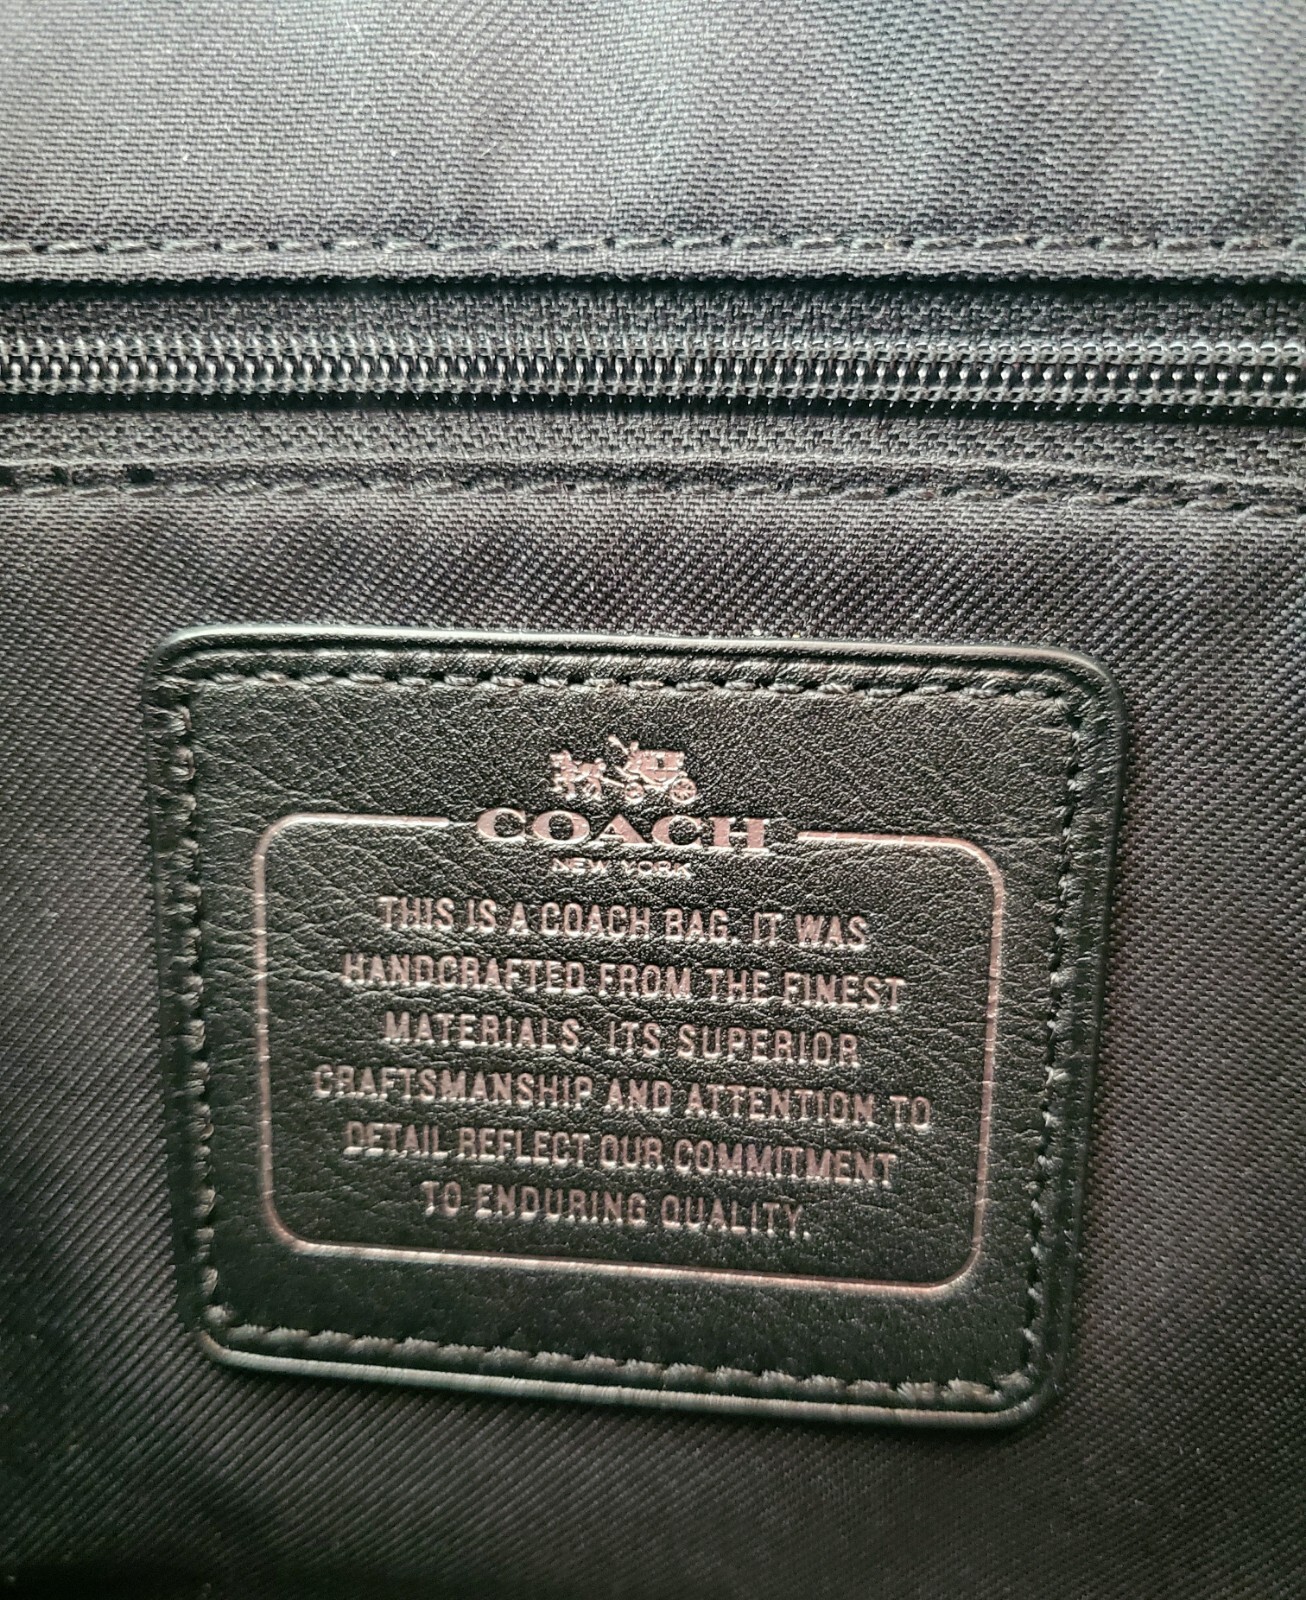 COACH
NEW YORK
THIS IS A COACH BAG. IT WAS
HANDCRAFTED FROM THE FINEST
MATERIALS. ITS SUPERIOR
CRAFTSMANSHIP AND ATTENTION TO
DETAIL REFLECT OUR COMMITMENT
TO ENDURING QUALITY.